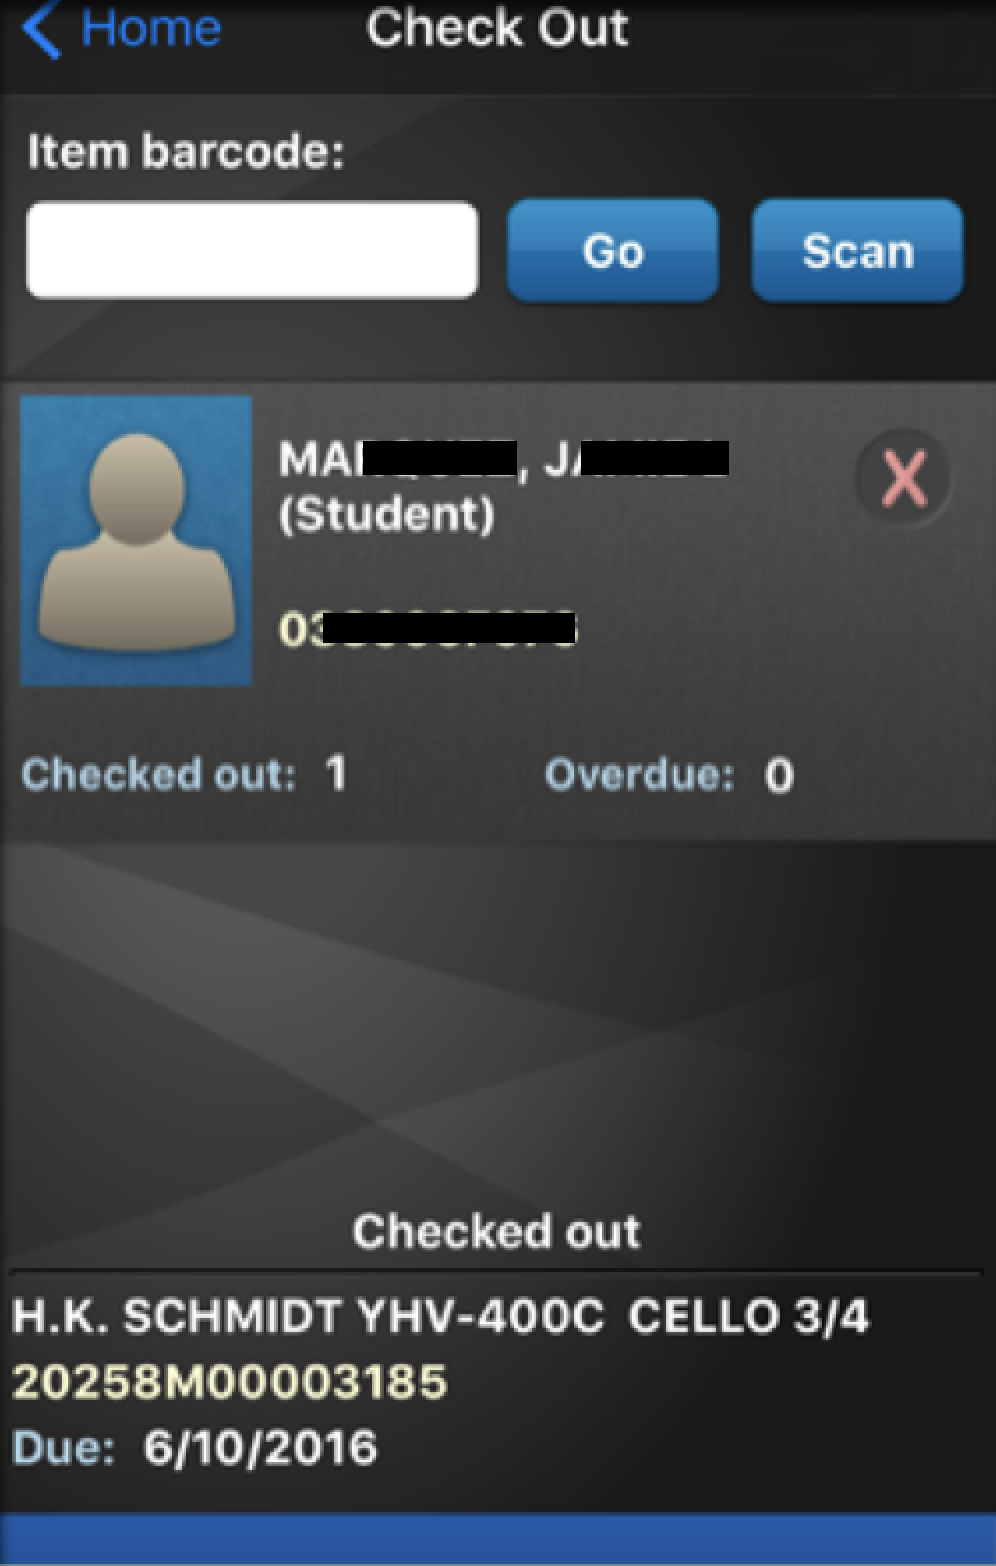 Home
Check Out
Item barcode:
Go
Scan
(Student)
Checked out: 1
Overdue: 0
Checked out
H.K. SCHMIDT YHV-400C CELLO 3/4
20258M00003185
Due: 6/10/2016